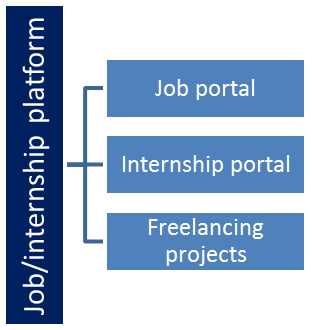 Job/internship platform
Job portal
Internship portal
Freelancing
projects